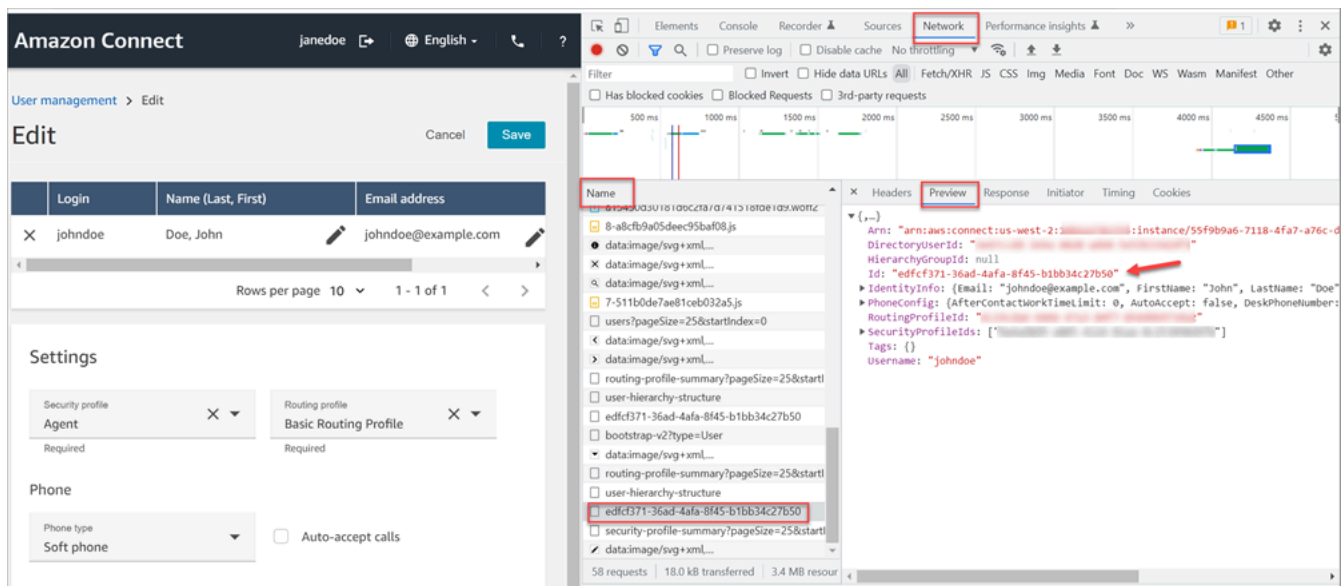 Amazon Connect
janedoe
English
?
User management > Edit
Edit
Cancel
Save
Login
Name (Last, First)
Email address
johndoe
Doe, John
johndoe@example.com
Rows per page 10
1 - 1 of 1
Settings
Security profile
Agent
Required
Routing profile
Basic Routing Profile
Required
Phone
Phone type
Soft phone
Auto-accept calls
Elements Console Recorder Sources Network Performance insights » 1
Preserve log Disable cache No throttling
Filter Invert Hide data URLs All Fetch/XHR JS CSS Img Media Font Doc WS Wasm Manifest Other
Has blocked cookies Blocked Requests 3rd-party requests
500 ms 1000 ms 1500 ms 2000 ms 2500 ms 3000 ms 3500 ms 4000 ms 4500 ms
Name
8-a8cfb9a05deec95baf08.js
data:image/svg+xml,...
data:image/svg+xml,...
data:image/svg+xml,...
7-511b0de7ae81ceb032a5.js
users?pageSize=25&startIndex=0
data:image/svg+xml,...
data:image/svg+xml,...
routing-profile-summary?pageSize=25&startI
user-hierarchy-structure
edfcf371-36ad-4afa-8f45-b1bb34c27b50
bootstrap-v2?type=User
data:image/svg+xml,...
routing-profile-summary?pageSize=25&startI
user-hierarchy-structure
edfcf371-36ad-4afa-8f45-b1bb34c27b50
security-profile-summary?pageSize=25&startI
data:image/svg+xml,...
58 requests 18.0 kB transferred 3.4 MB resour
Headers Preview Response Initiator Timing Cookies
{,…}
Arn: "arn:aws:connect:us-west-2: :instance/55f9b9a6-7118-4fa7-a76c-d
DirectoryUserId: "
HierarchyGroupId: null
Id: "edfcf371-36ad-4afa-8f45-b1bb34c27b50"
IdentityInfo: {Email: "johndoe@example.com", FirstName: "John", LastName: "Doe"
PhoneConfig: {AfterContactWorkTimeLimit: 0, AutoAccept: false, DeskPhoneNumber:
RoutingProfileId: " "
SecurityProfileIds: [" "]
Tags: {}
Username: "johndoe"